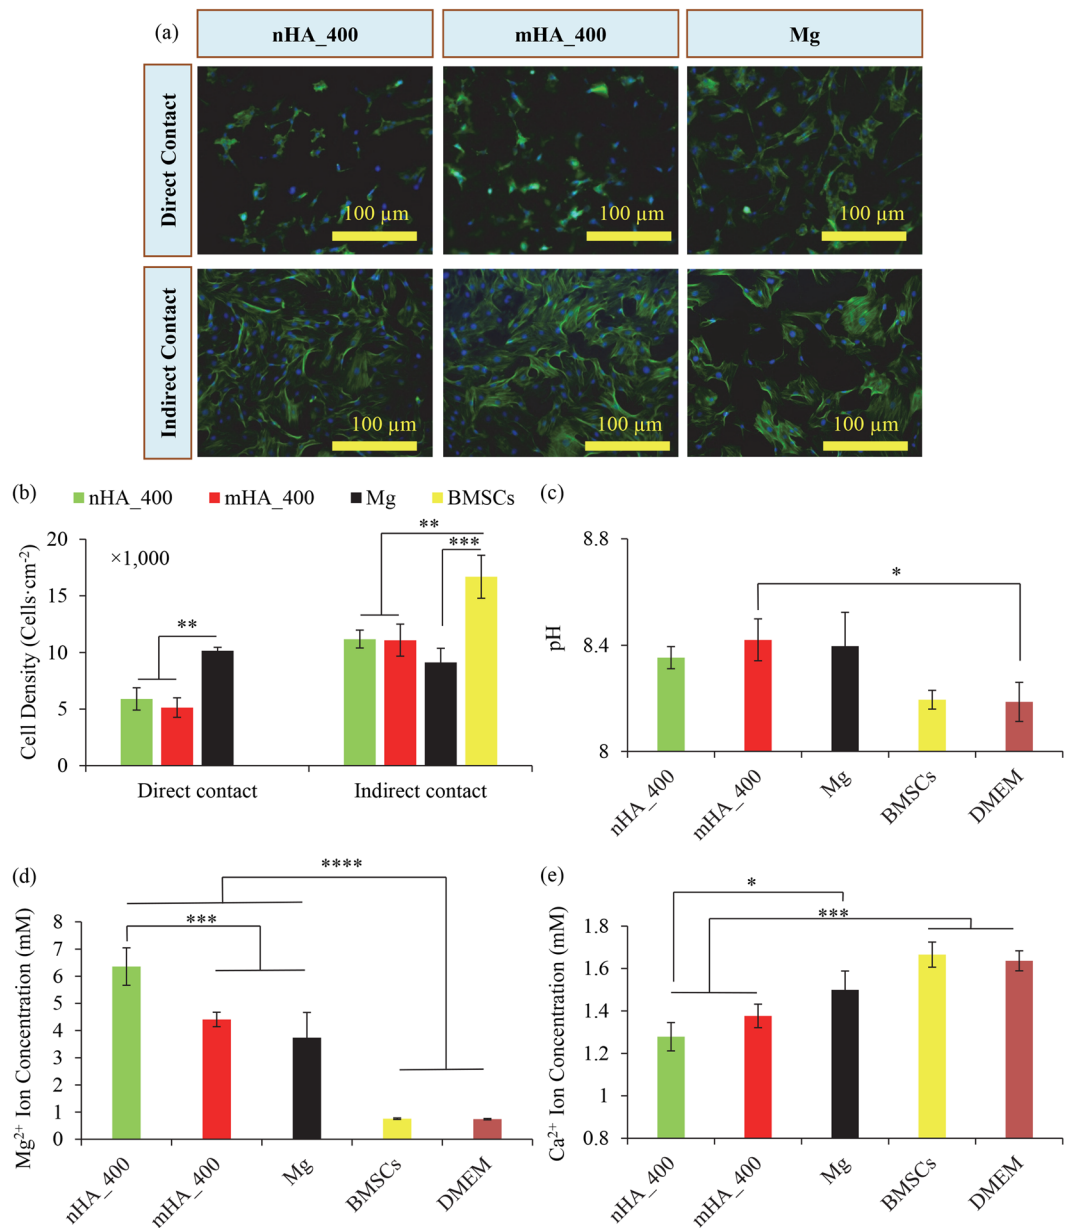 (a)
nHA_400 mHA_400 Mg
Direct Contact
100 µm 100 µm 100 µm
Indirect Contact
100 µm 100 µm 100 µm
(b)
nHA_400 mHA_400 Mg BMSCs
Cell Density (Cells·cm⁻²)
×1,000
20
15
10
5
0
**
**
***
Direct contact Indirect contact
(c)
pH
8.8
8.4
8
*
nHA_400 mHA_400 Mg BMSCs DMEM
(d)
Mg²⁺ Ion Concentration (mM)
8
7
6
5
4
3
2
1
0
****
***
nHA_400 mHA_400 Mg BMSCs DMEM
(e)
Ca²⁺ Ion Concentration (mM)
1.8
1.6
1.4
1.2
1
0.8
*
***
nHA_400 mHA_400 Mg BMSCs DMEM